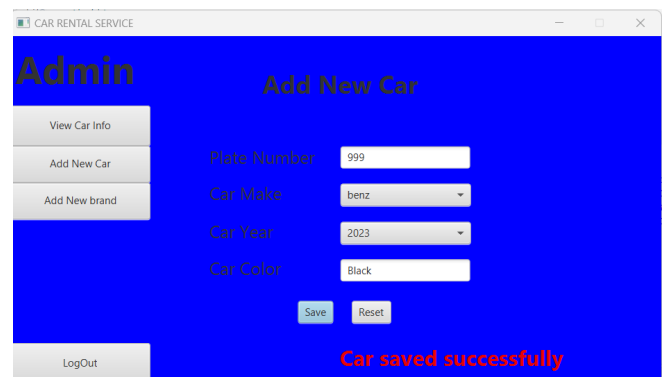 CAR RENTAL SERVICE
Admin
Add New Car
View Car Info
Add New Car
Add New brand
Plate Number 999
Car Make benz
Car Year 2023
Car Color Black
Save Reset
LogOut
Car saved successfully